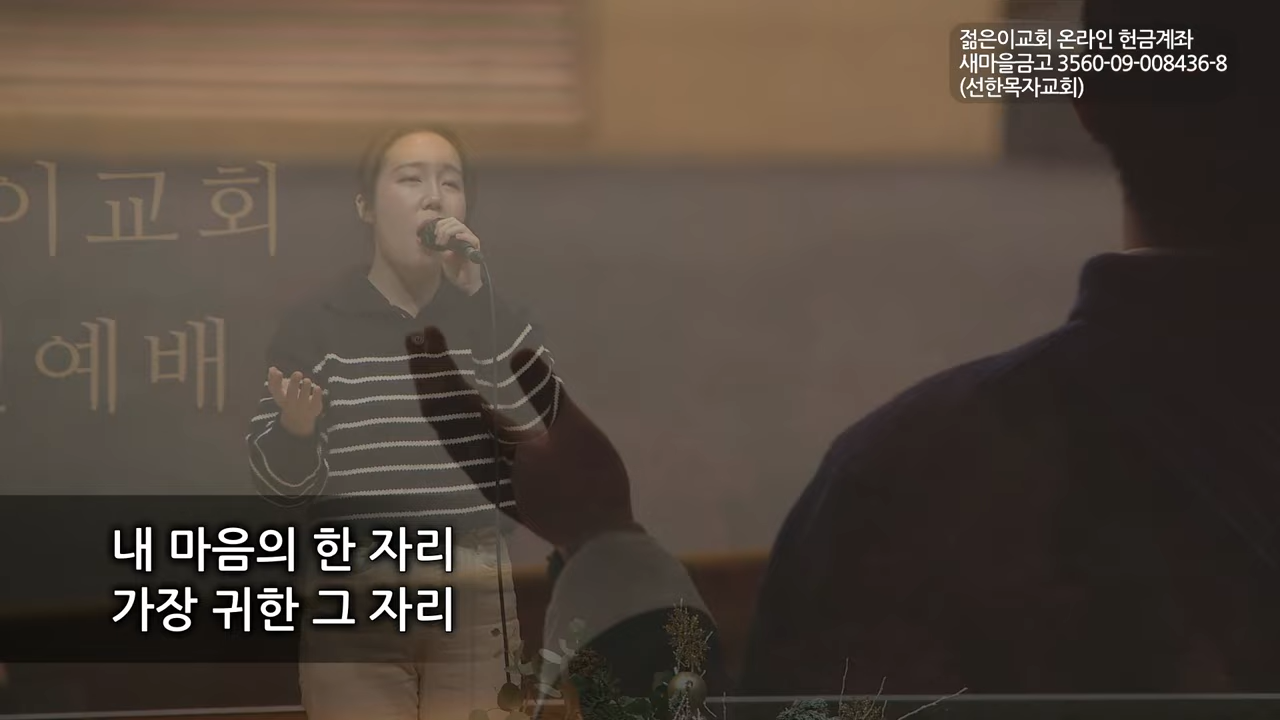 젊은이교회 온라인 헌금계좌
새마을금고 3560-09-008436-8
(선한목자교회)
이교회
예배
내 마음의 한 자리
가장 귀한 그 자리